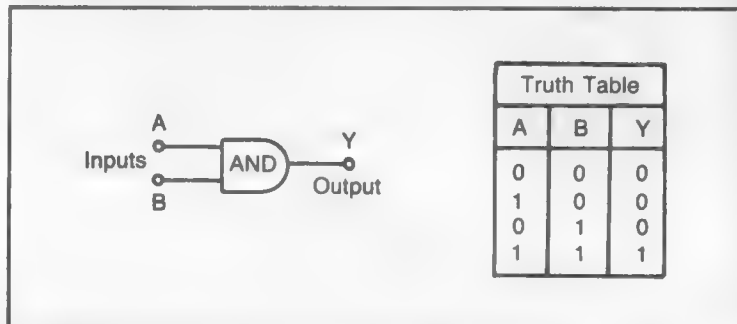 A
Inputs
B
AND
Y
Output
Truth Table
A B Y
0 0 0
1 0 0
0 1 0
1 1 1